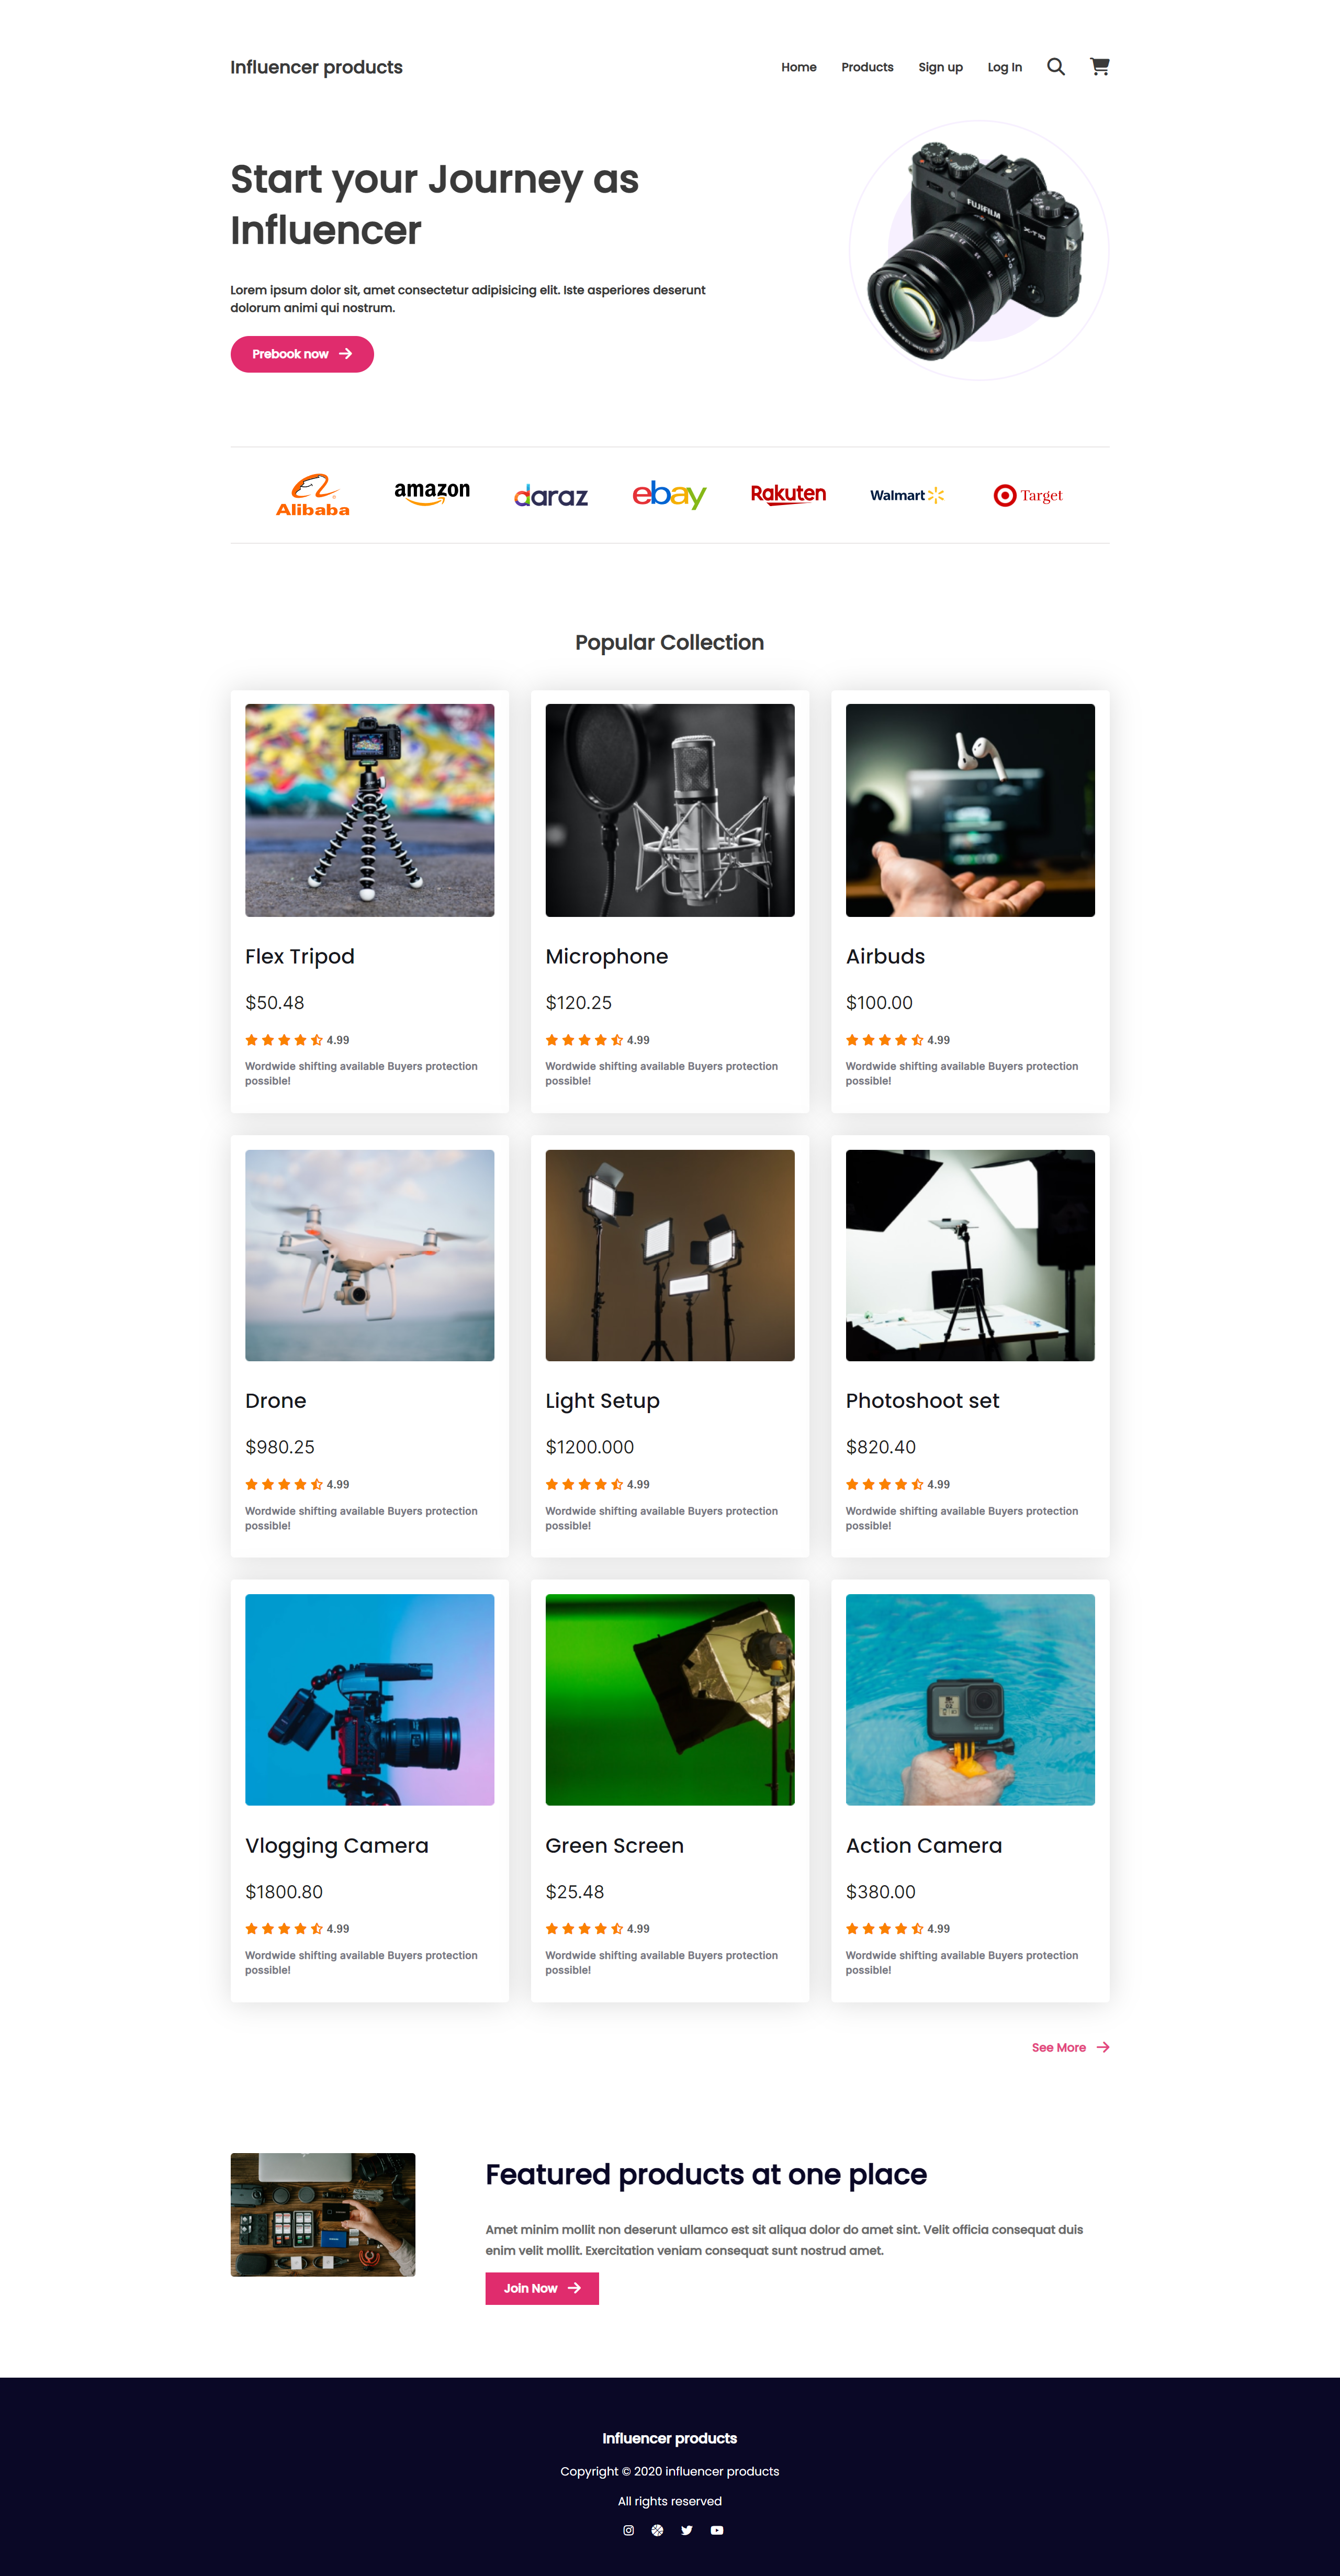 Influencer products
Home
Products
Sign up
Log In
Start your Journey as
Influencer
FUJIFILM
X-T10
Lorem ipsum dolor sit, amet consectetur adipisicing elit. Iste asperiores deserunt
dolorum animi qui nostrum.
Prebook now
Alibaba
amazon
daraz
ebay
Rakuten
Walmart
Target
Popular Collection
Flex Tripod
$50.48
4.99
Wordwide shifting available Buyers protection
possible!
Microphone
$120.25
4.99
Wordwide shifting available Buyers protection
possible!
Airbuds
$100.00
4.99
Wordwide shifting available Buyers protection
possible!
Drone
$980.25
4.99
Wordwide shifting available Buyers protection
possible!
Light Setup
$1200.000
4.99
Wordwide shifting available Buyers protection
possible!
Photoshoot set
$820.40
4.99
Wordwide shifting available Buyers protection
possible!
Vlogging Camera
$1800.80
4.99
Wordwide shifting available Buyers protection
possible!
Green Screen
$25.48
4.99
Wordwide shifting available Buyers protection
possible!
Action Camera
$380.00
4.99
Wordwide shifting available Buyers protection
possible!
See More
Featured products at one place
Amet minim mollit non deserunt ullamco est sit aliqua dolor do amet sint. Velit officia consequat duis
enim velit mollit. Exercitation veniam consequat sunt nostrud amet.
Join Now
Influencer products
Copyright © 2020 influencer products
All rights reserved